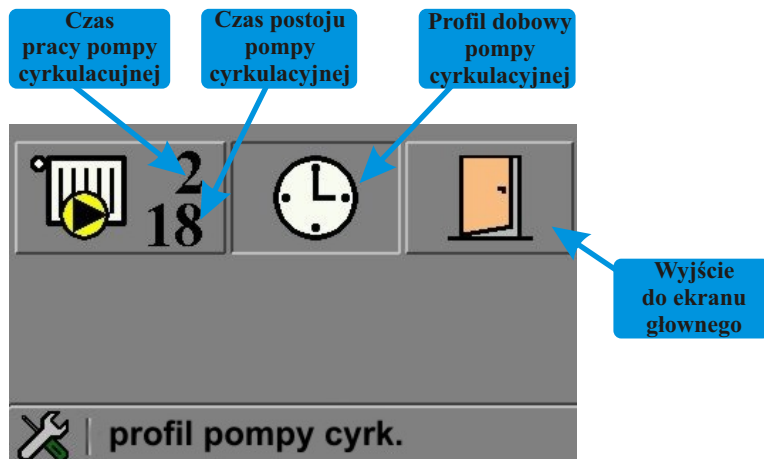 Czas
pracy pompy
cyrkulacujnej
Czas postoju
pompy
cyrkulacyjnej
Profil dobowy
pompy
cyrkulacyjnej
2
18
Wyjście
do ekranu
głownego
profil pompy cyrk.